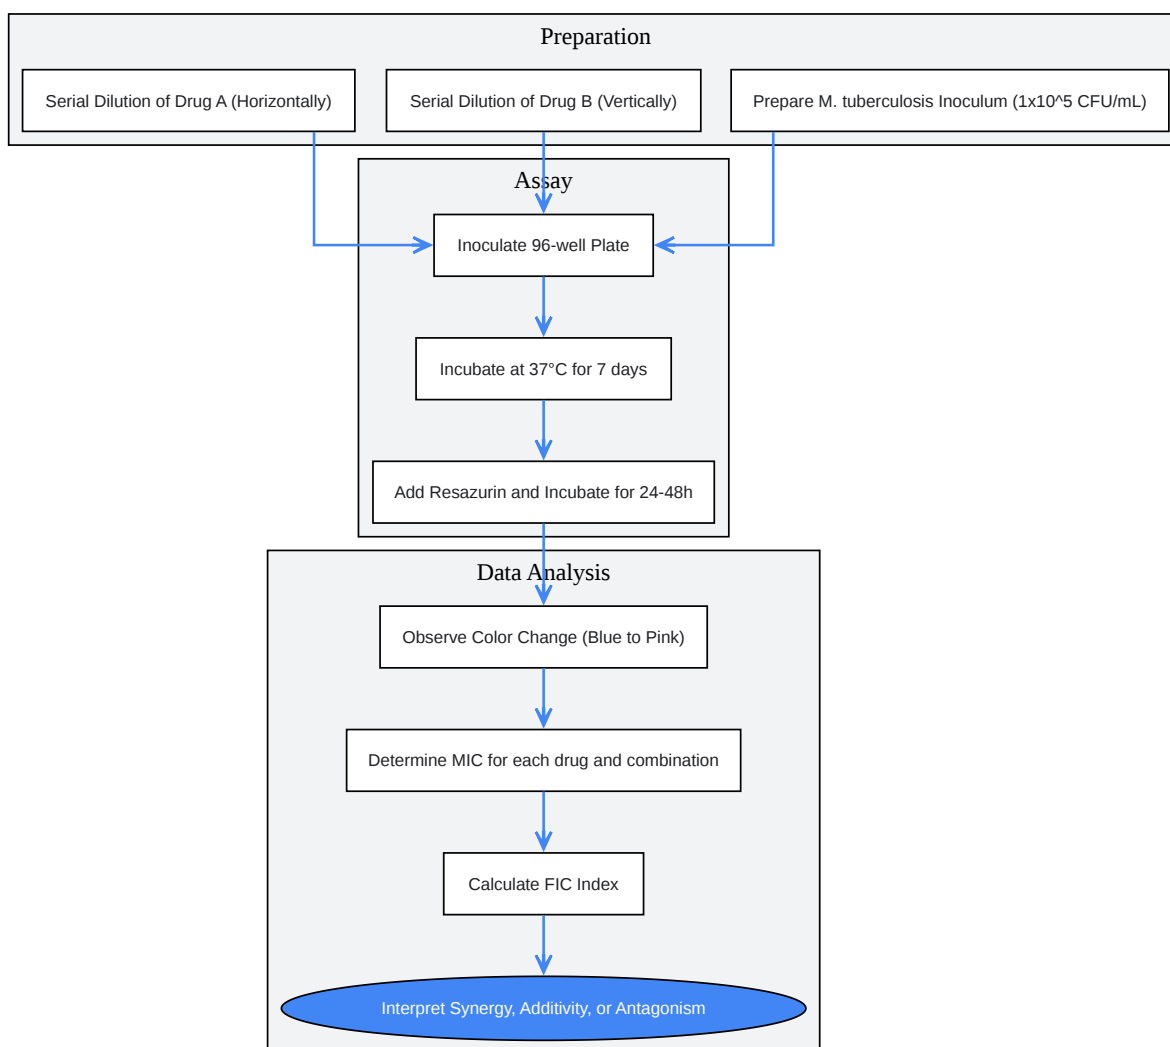 Preparation
Serial Dilution of Drug A (Horizontally)
Serial Dilution of Drug B (Vertically)
Prepare M. tuberculosis Inoculum (1x10^5 CFU/mL)
Assay
Inoculate 96-well Plate
Incubate at 37°C for 7 days
Add Resazurin and Incubate for 24-48h
Data Analysis
Observe Color Change (Blue to Pink)
Determine MIC for each drug and combination
Calculate FIC Index
Interpret Synergy, Additivity, or Antagonism